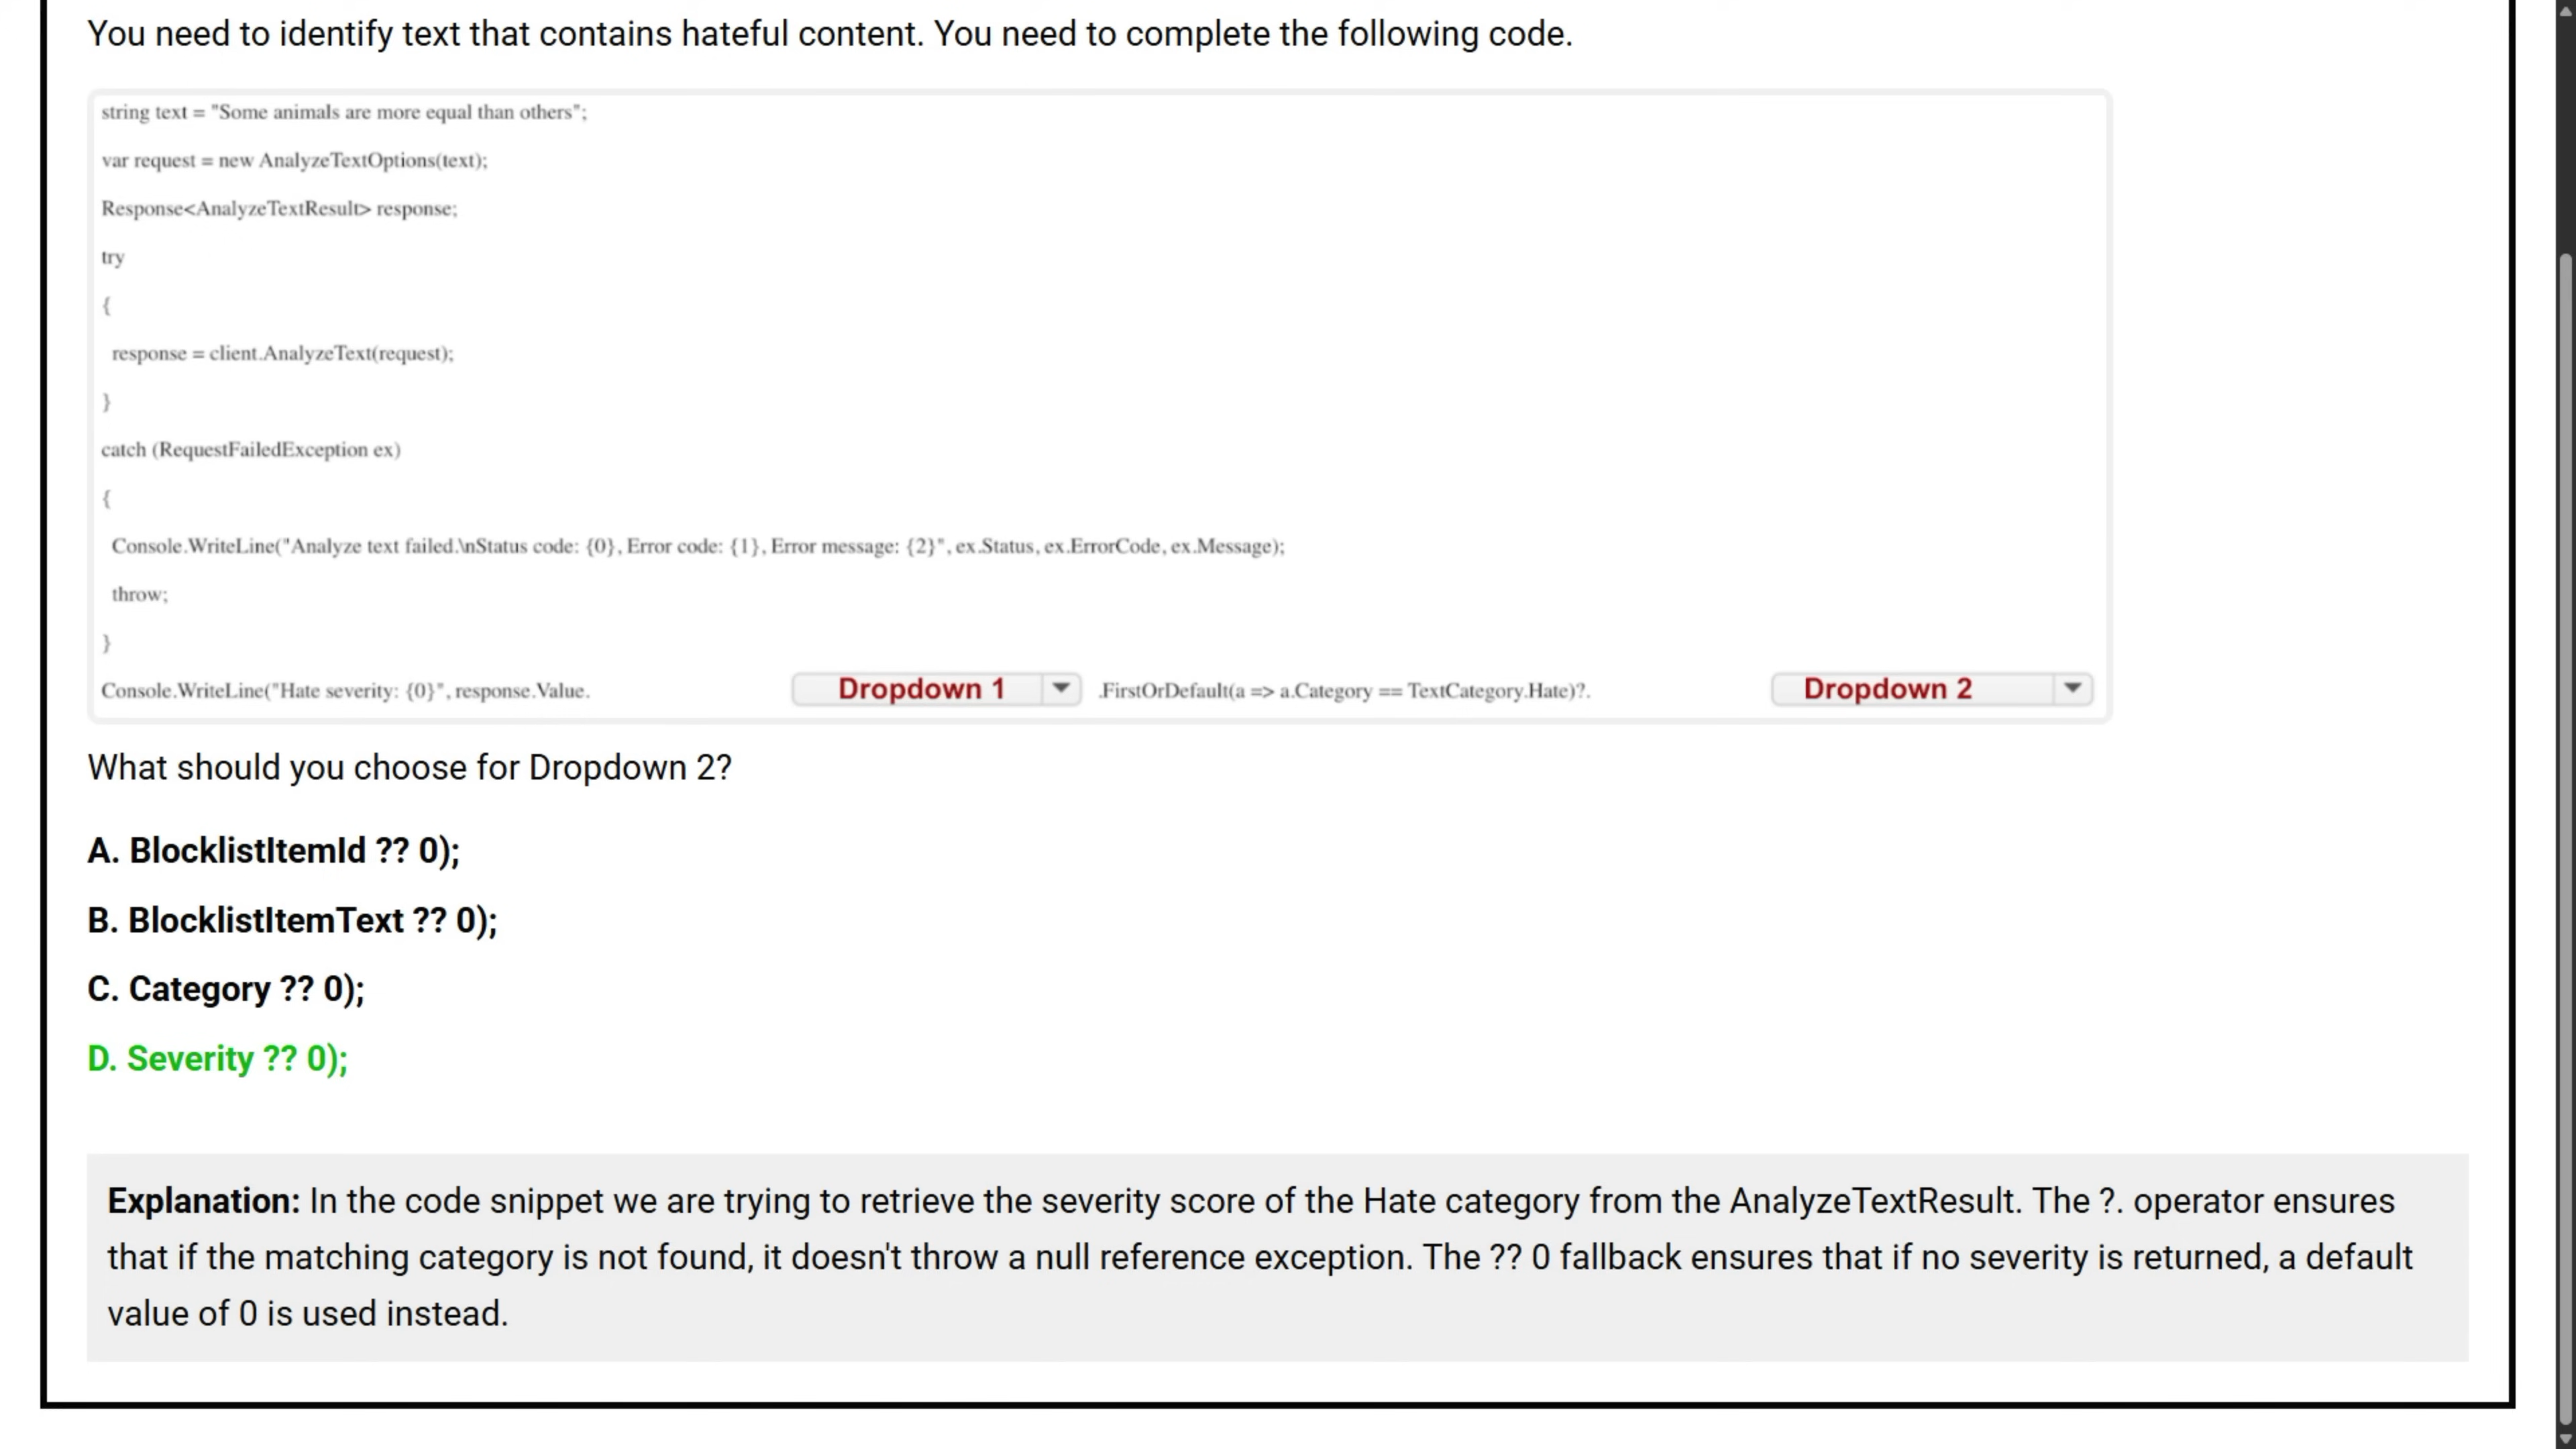 You need to identify text that contains hateful content. You need to complete the following code.
string text = "Some animals are more equal than others";
var request = new AnalyzeTextOptions(text);
Response<AnalyzeTextResult> response;
try
{
response = client.AnalyzeText(request);
}
catch (RequestFailedException ex)
{
Console.WriteLine("Analyze text failed.\nStatus code: {0}, Error code: {1}, Error message: {2}", ex.Status, ex.ErrorCode, ex.Message);
throw;
}
Console.WriteLine("Hate severity: {0}", response.Value. Dropdown 1 .FirstOrDefault(a => a.Category == TextCategory.Hate)?. Dropdown 2
What should you choose for Dropdown 2?
A. BlocklistItemId ?? 0);
B. BlocklistItemText ?? 0);
C. Category ?? 0);
D. Severity ?? 0);
Explanation: In the code snippet we are trying to retrieve the severity score of the Hate category from the AnalyzeTextResult. The ?. operator ensures
that if the matching category is not found, it doesn't throw a null reference exception. The ?? 0 fallback ensures that if no severity is returned, a default
value of 0 is used instead.